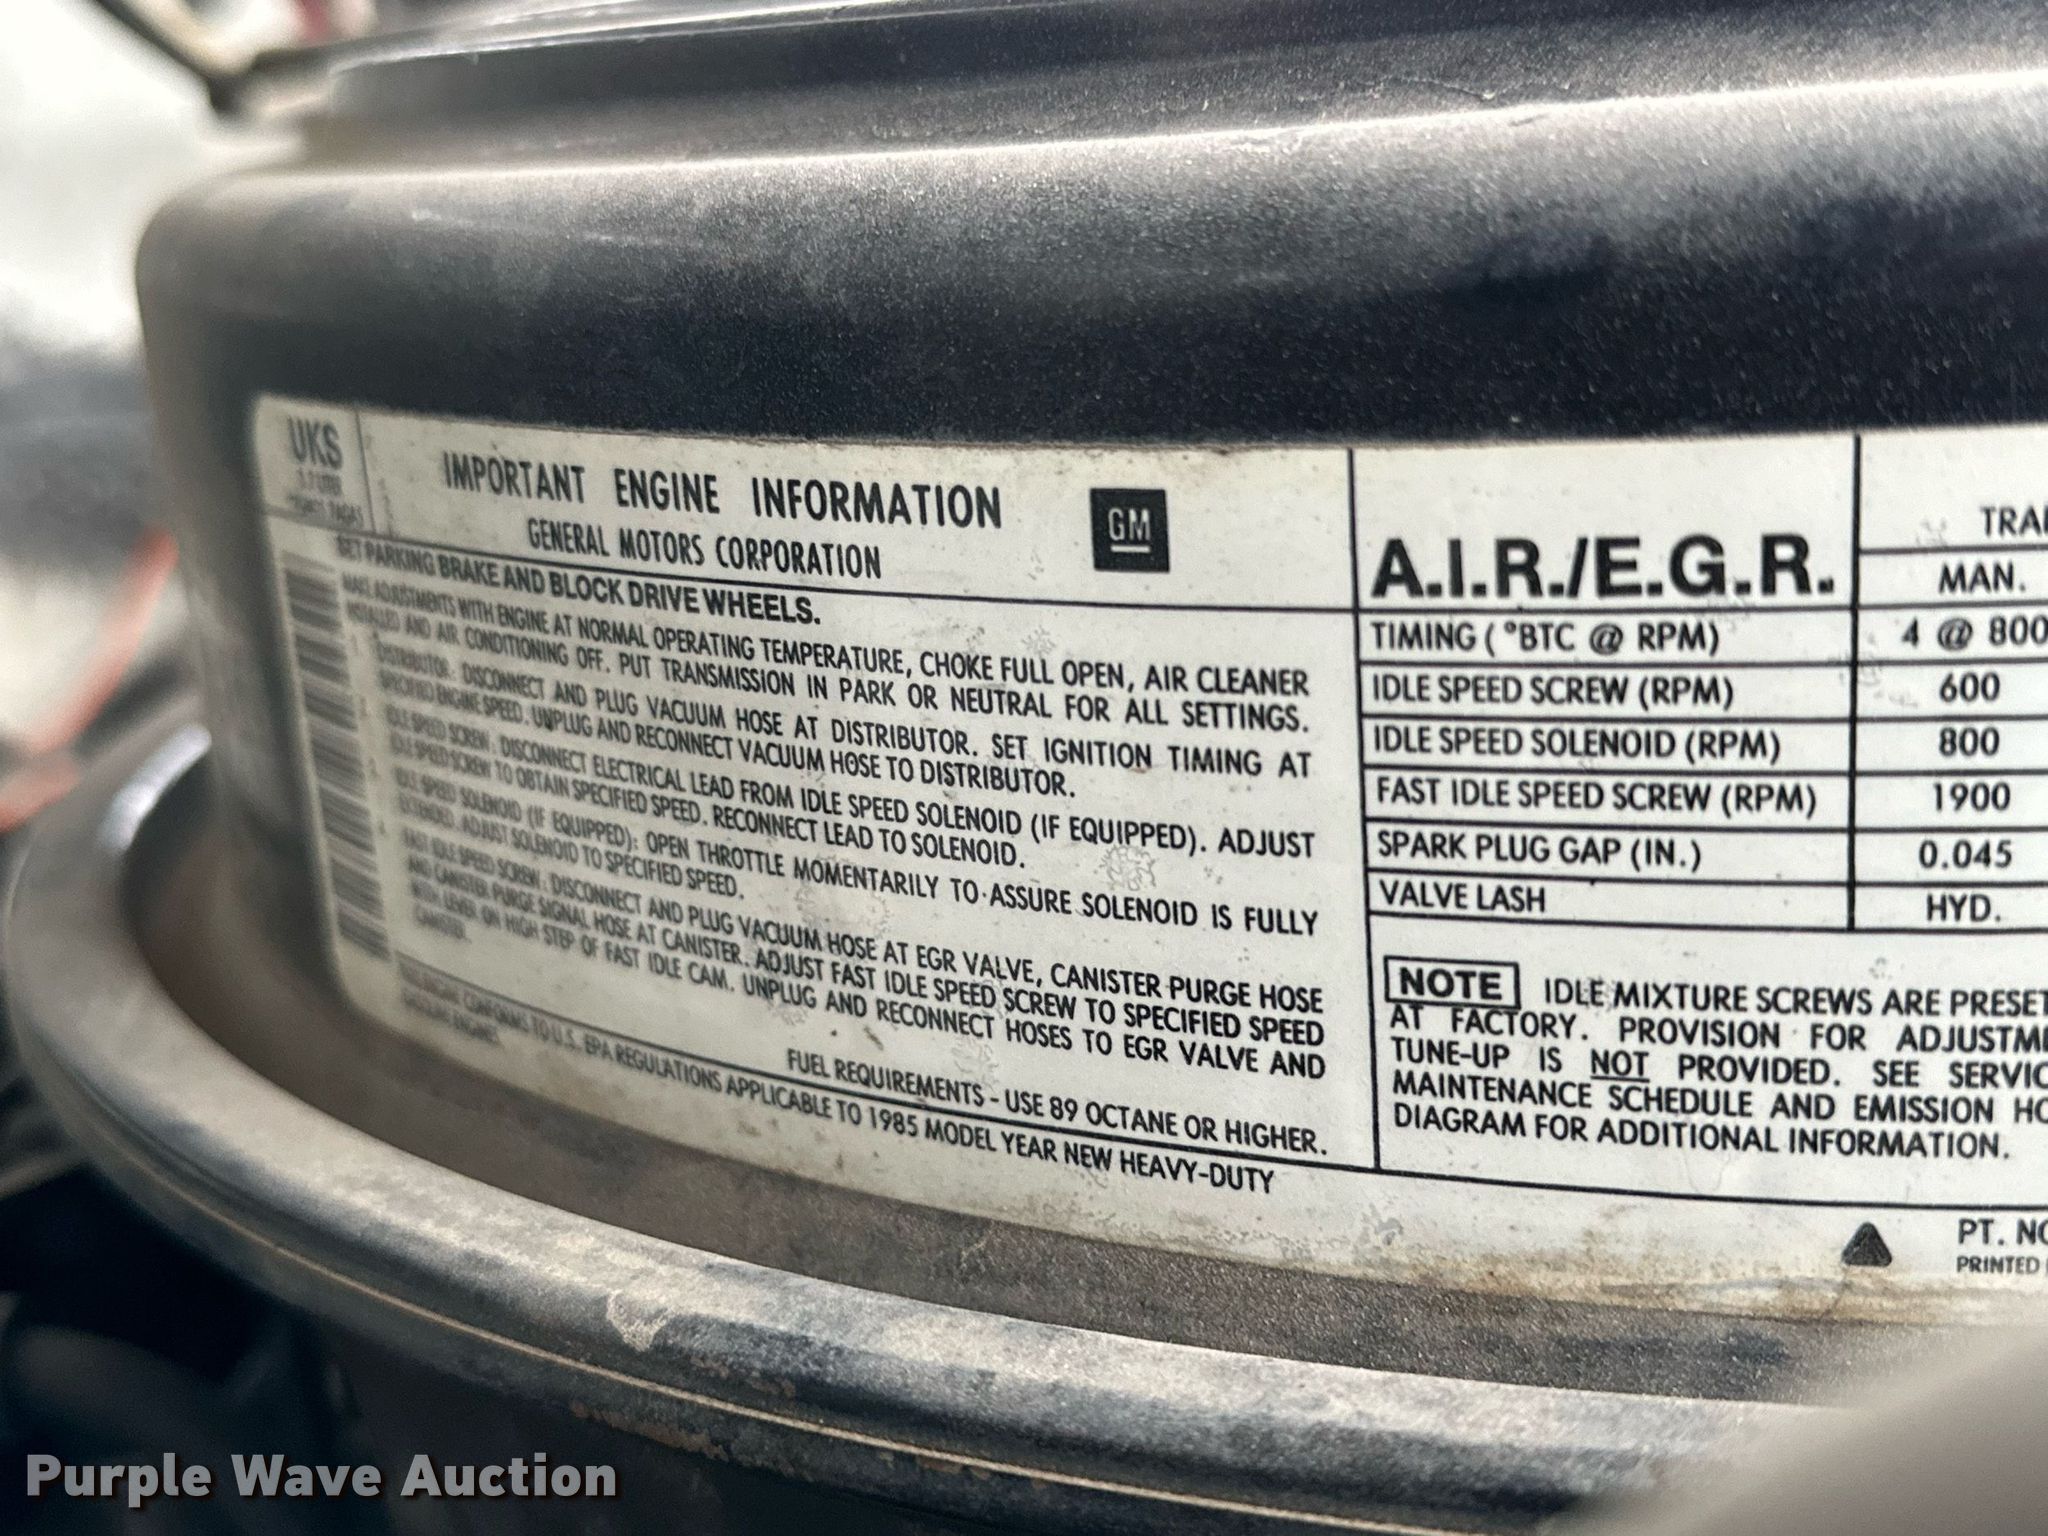 UKS
IMPORTANT ENGINE INFORMATION
GENERAL MOTORS CORPORATION
GM
SET PARKING BRAKE AND BLOCK DRIVE WHEELS.
MAKE ADJUSTMENTS WITH ENGINE AT NORMAL OPERATING TEMPERATURE, CHOKE FULL OPEN, AIR CLEANER
INSTALLED AND AIR CONDITIONING OFF. PUT TRANSMISSION IN PARK OR NEUTRAL FOR ALL SETTINGS.
1. DISTRIBUTOR: DISCONNECT AND PLUG VACUUM HOSE AT DISTRIBUTOR. SET IGNITION TIMING AT
SPECIFIED ENGINE SPEED. UNPLUG AND RECONNECT VACUUM HOSE TO DISTRIBUTOR.
2. IDLE SPEED SCREW: DISCONNECT ELECTRICAL LEAD FROM IDLE SPEED SOLENOID (IF EQUIPPED). ADJUST
IDLE SPEED SCREW TO OBTAIN SPECIFIED SPEED. RECONNECT LEAD TO SOLENOID.
3. IDLE SPEED SOLENOID (IF EQUIPPED): OPEN THROTTLE MOMENTARILY TO ASSURE SOLENOID IS FULLY
EXTENDED. ADJUST SOLENOID TO SPECIFIED SPEED.
4. FAST IDLE SPEED SCREW: DISCONNECT AND PLUG VACUUM HOSE AT EGR VALVE, CANISTER PURGE HOSE
AND CANISTER PURGE SIGNAL HOSE AT CANISTER. ADJUST FAST IDLE SPEED SCREW TO SPECIFIED SPEED
WITH LEVER ON HIGH STEP OF FAST IDLE CAM. UNPLUG AND RECONNECT HOSES TO EGR VALVE AND
CANISTER.
FUEL REQUIREMENTS - USE 89 OCTANE OR HIGHER.
THIS ENGINE CONFORMS TO U.S. EPA REGULATIONS APPLICABLE TO 1985 MODEL YEAR NEW HEAVY-DUTY
GASOLINE ENGINES.
A.I.R./E.G.R. TRA
MAN.
TIMING (°BTC @ RPM) 4 @ 800
IDLE SPEED SCREW (RPM) 600
IDLE SPEED SOLENOID (RPM) 800
FAST IDLE SPEED SCREW (RPM) 1900
SPARK PLUG GAP (IN.) 0.045
VALVE LASH HYD.
NOTE IDLE MIXTURE SCREWS ARE PRESET
AT FACTORY. PROVISION FOR ADJUSTME
TUNE-UP IS NOT PROVIDED. SEE SERVIC
MAINTENANCE SCHEDULE AND EMISSION HO
DIAGRAM FOR ADDITIONAL INFORMATION.
PT. NO
PRINTED
Purple Wave Auction